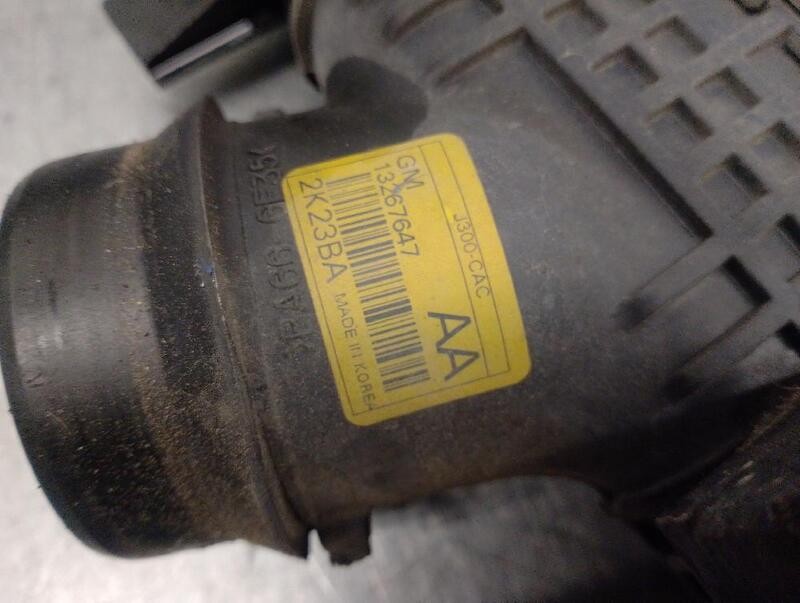 J300-CAC
GM
13267647
AA
2K23BA
MADE IN KOREA